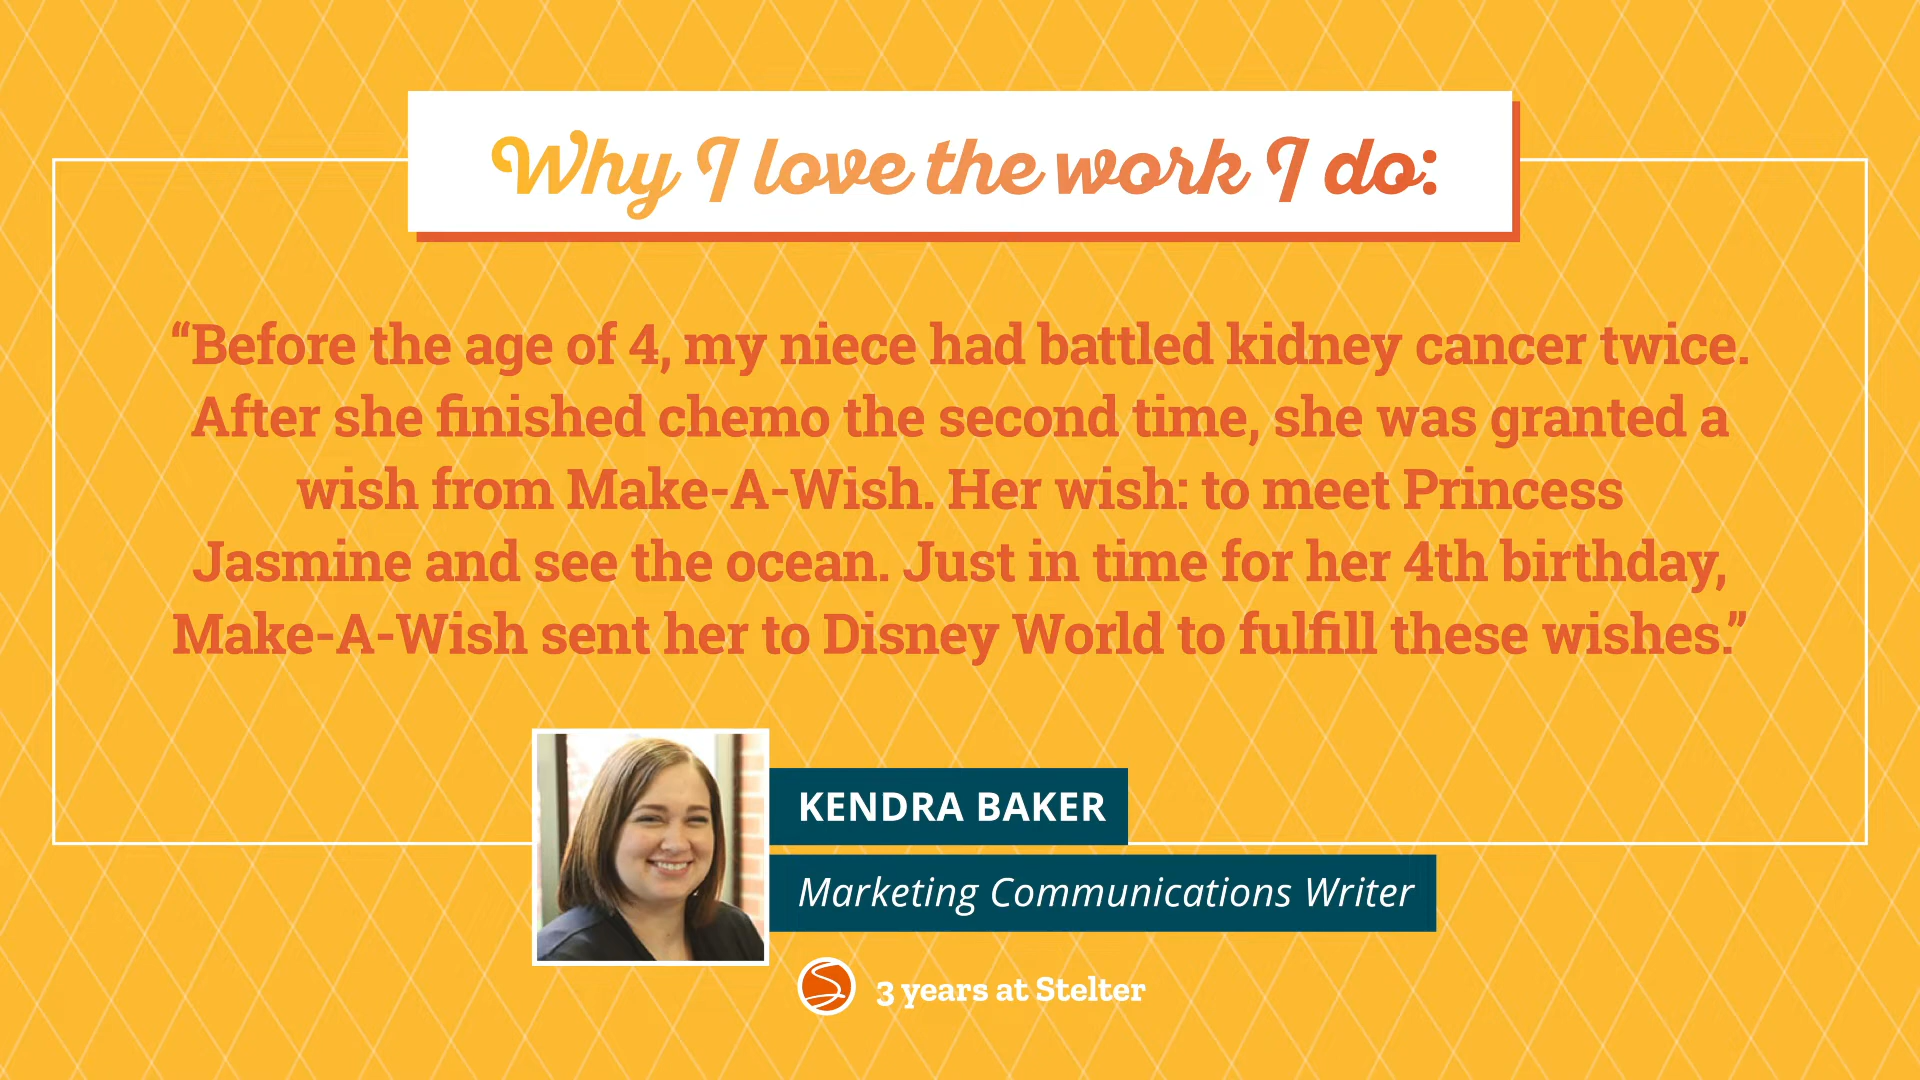 Why I love the work I do:
“Before the age of 4, my niece had battled kidney cancer twice.
After she finished chemo the second time, she was granted a
wish from Make-A-Wish. Her wish: to meet Princess
Jasmine and see the ocean. Just in time for her 4th birthday,
Make-A-Wish sent her to Disney World to fulfill these wishes.”
KENDRA BAKER
Marketing Communications Writer
3 years at Stelter